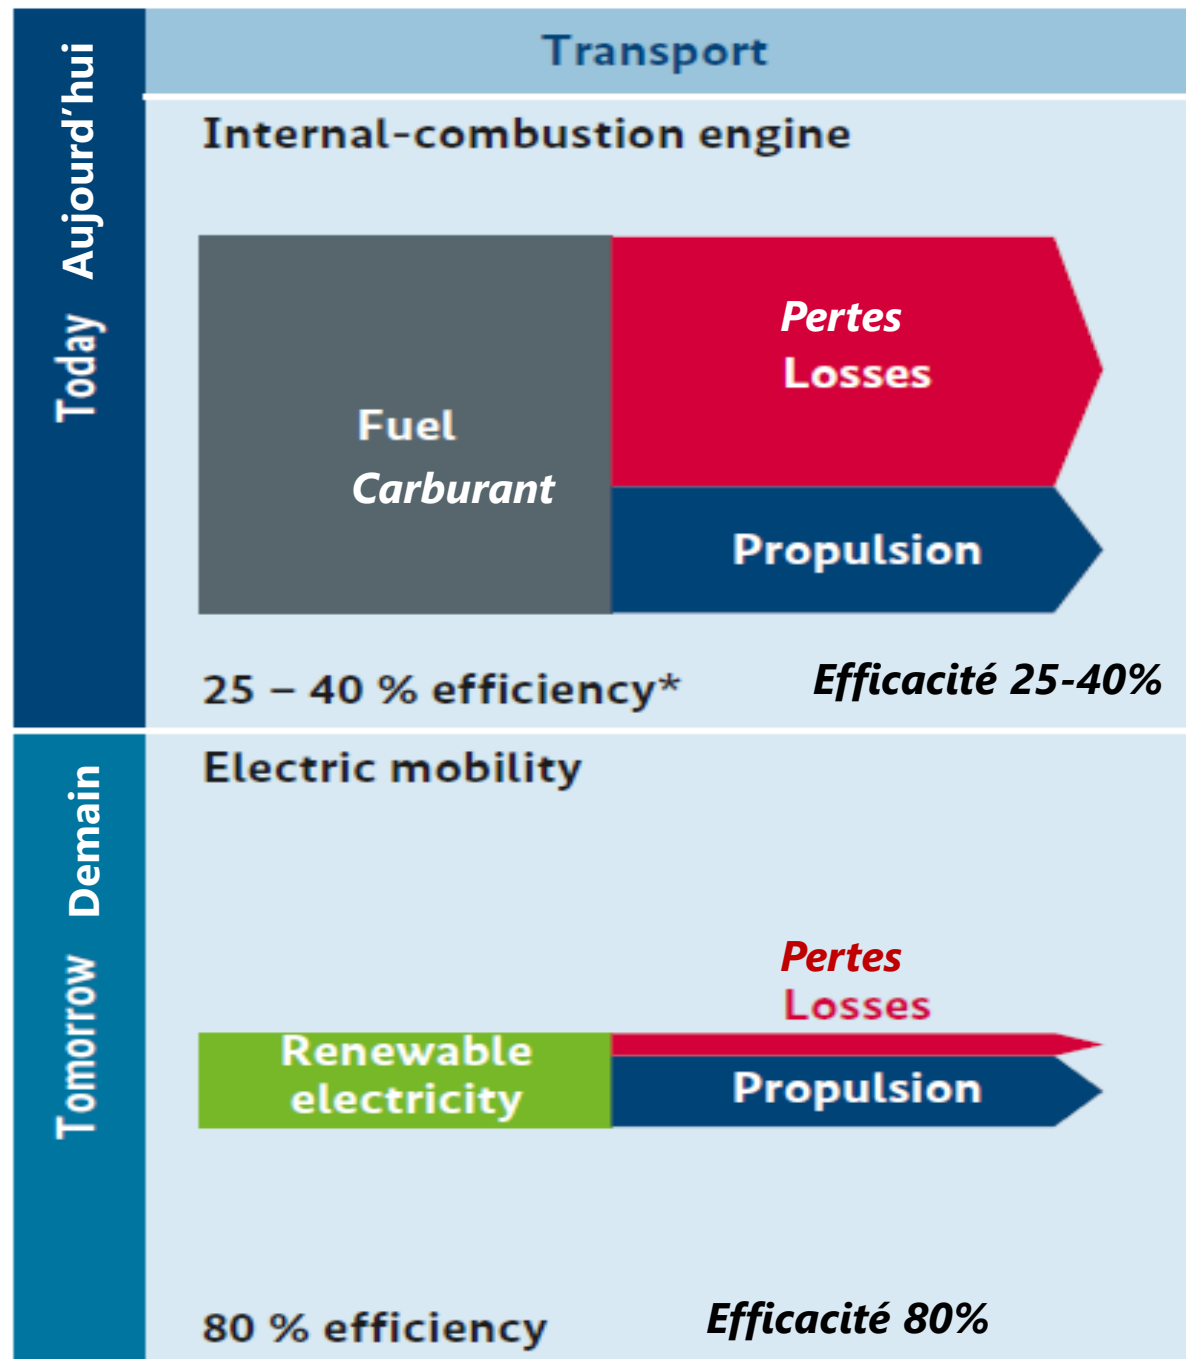 Transport
Today Aujourd'hui
Internal-combustion engine
Pertes
Losses
Fuel
Carburant
Propulsion
25 – 40 % efficiency*
Efficacité 25-40%
Tomorrow Demain
Electric mobility
Pertes
Losses
Renewable
electricity
Propulsion
80 % efficiency
Efficacité 80%